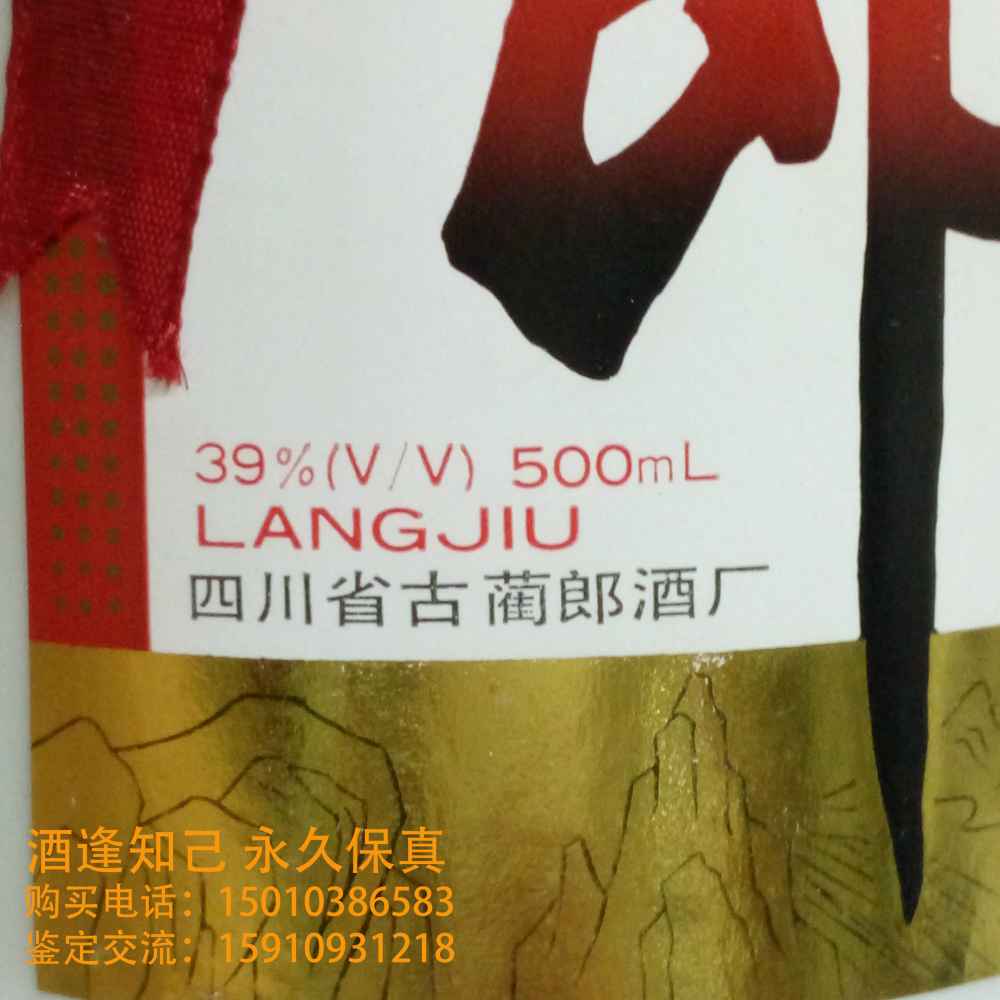 郎
39%(V/V) 500mL
LANGJIU
四川省古蔺郎酒厂
酒逢知己 永久保真
购买电话：15010386583
鉴定交流：15910931218